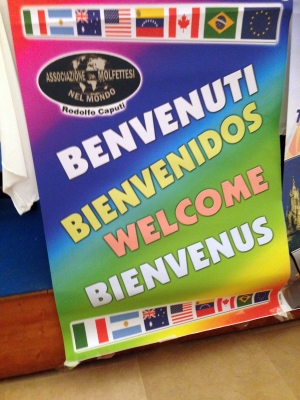 ASSOCIAZIONE MOLFETTESI
NEL MONDO
Rodolfo Caputi
BENVENUTI
BIENVENIDOS
WELCOME
BIENVENUS